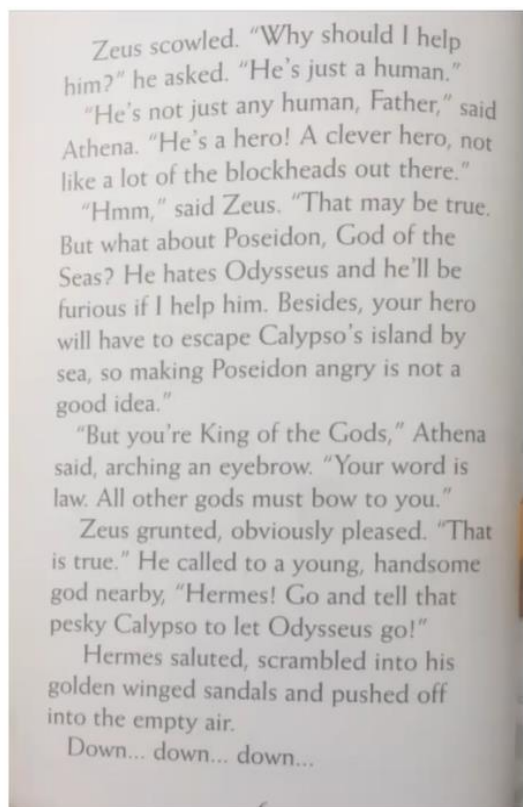 Zeus scowled. “Why should I help
him?” he asked. “He’s just a human.”
“He’s not just any human, Father,” said
Athena. “He’s a hero! A clever hero, not
like a lot of the blockheads out there.”
“Hmm,” said Zeus. “That may be true.
But what about Poseidon, God of the
Seas? He hates Odysseus and he’ll be
furious if I help him. Besides, your hero
will have to escape Calypso’s island by
sea, so making Poseidon angry is not a
good idea.”
“But you’re King of the Gods,” Athena
said, arching an eyebrow. “Your word is
law. All other gods must bow to you.”
Zeus grunted, obviously pleased. “That
is true.” He called to a young, handsome
god nearby, “Hermes! Go and tell that
pesky Calypso to let Odysseus go!”
Hermes saluted, scrambled into his
golden winged sandals and pushed off
into the empty air.
Down... down... down...